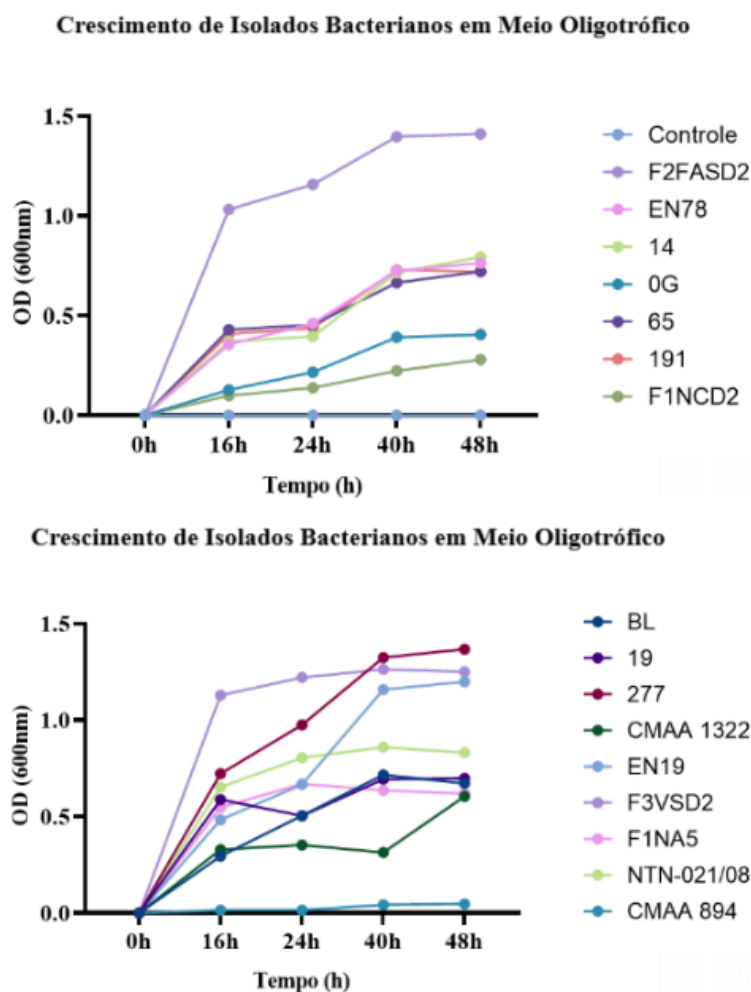 Crescimento de Isolados Bacterianos em Meio Oligotrófico
OD (600nm)
1.5
1.0
0.5
0.0
0h 16h 24h 40h 48h
Tempo (h)
Controle
F2FASD2
EN78
14
0G
65
191
F1NCD2
Crescimento de Isolados Bacterianos em Meio Oligotrófico
OD (600nm)
1.5
1.0
0.5
0.0
0h 16h 24h 40h 48h
Tempo (h)
BL
19
277
CMAA 1322
EN19
F3VSD2
F1NA5
NTN-021/08
CMAA 894